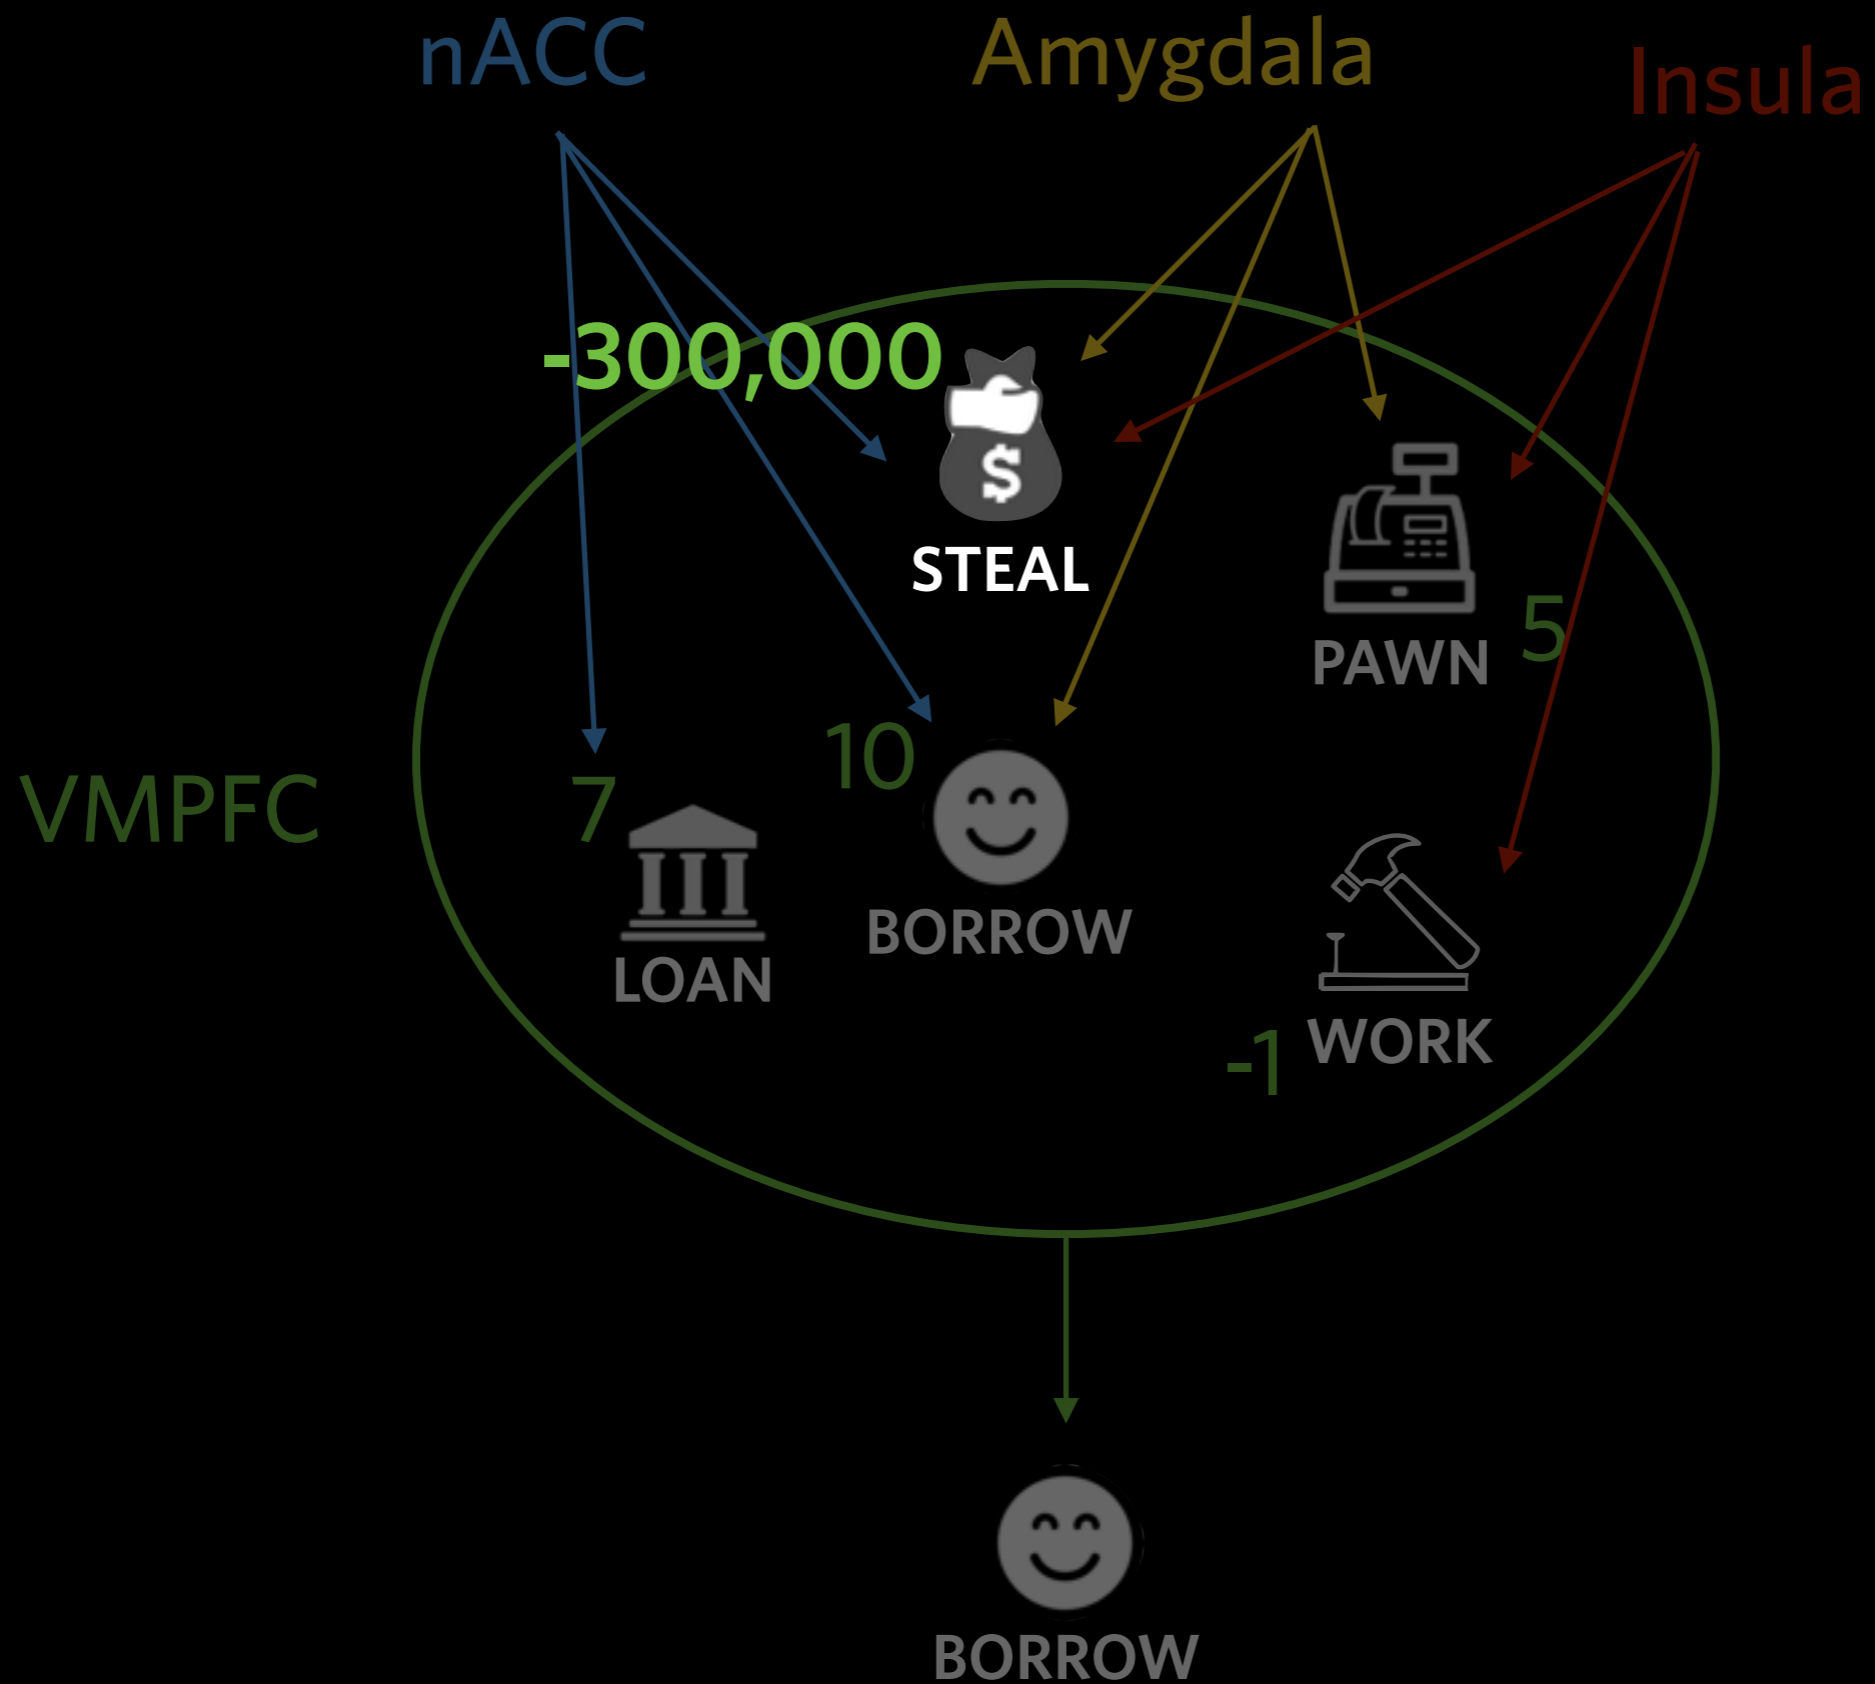 nACC
Amygdala
Insula
-300,000
$
STEAL
PAWN
5
VMPFC
7
10
LOAN
BORROW
-1
WORK
BORROW